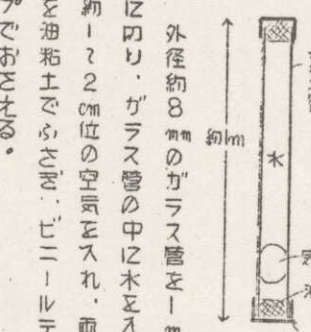 外径約8mmのガラス管を1m
に切り、ガラス管の中に水を入
約1~2cm位の空気を入れ、両
を油粘土でふさぎ、ビニールテ
プでおさえる。
約1m
水